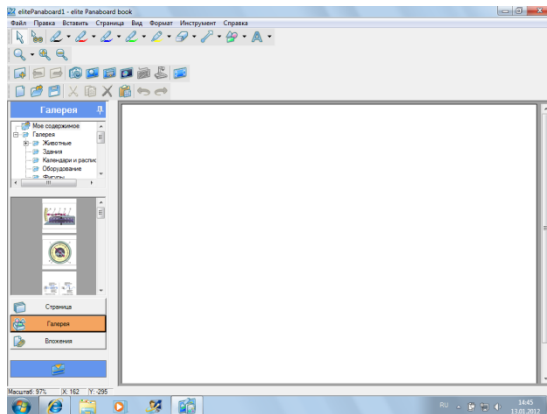 elitePanaboard1 - elite Panaboard book
Файл Правка Вставить Страница Вид Формат Инструмент Справка
Галерея
Мое содержимое
Галерея
Животные
Здания
Календари и распис
Оборудование
Фигуры
Страница
Галерея
Вложения
Масштаб: 97% X: 162 Y: -295
RU 14:45
13.01.2012